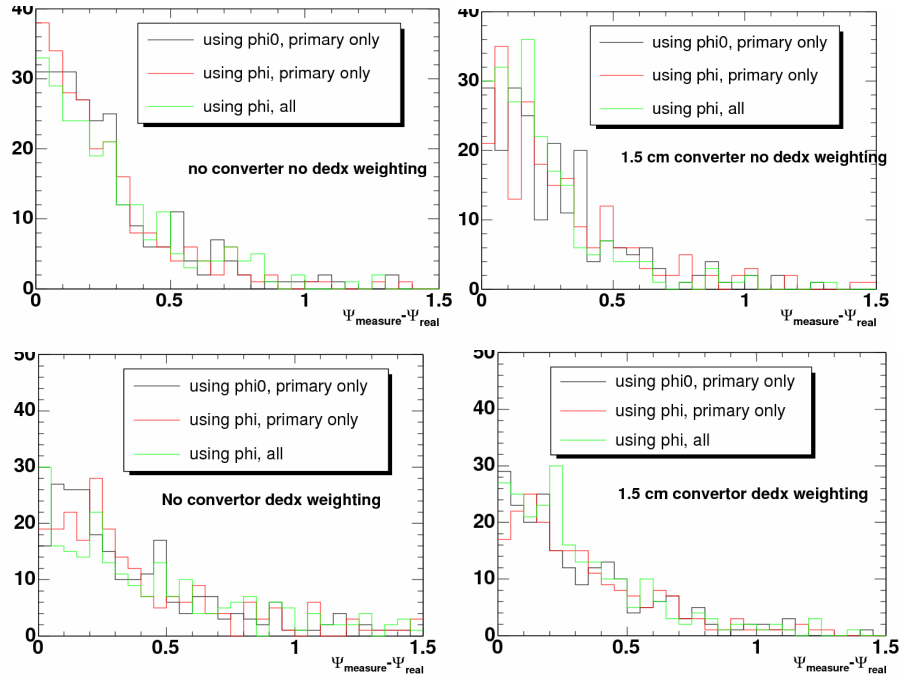 40
30
20
10
0
using phi0, primary only
using phi, primary only
using phi, all
no converter no dedx weighting
0 0.5 1 1.5
Ψmeasure-Ψreal
40
30
20
10
0
using phi0, primary only
using phi, primary only
using phi, all
1.5 cm converter no dedx weighting
0 0.5 1 1.5
Ψmeasure-Ψreal
50
40
30
20
10
0
using phi0, primary only
using phi, primary only
using phi, all
No convertor dedx weighting
0 0.5 1 1.5
Ψmeasure-Ψreal
50
40
30
20
10
0
using phi0, primary only
using phi, primary only
using phi, all
1.5 cm convertor dedx weighting
0 0.5 1 1.5
Ψmeasure-Ψreal